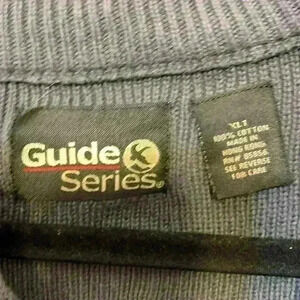 Guide
Series®
XLT
100% COTTON
MADE IN
HONG KONG
RN# 85856
SEE REVERSE
FOR CARE